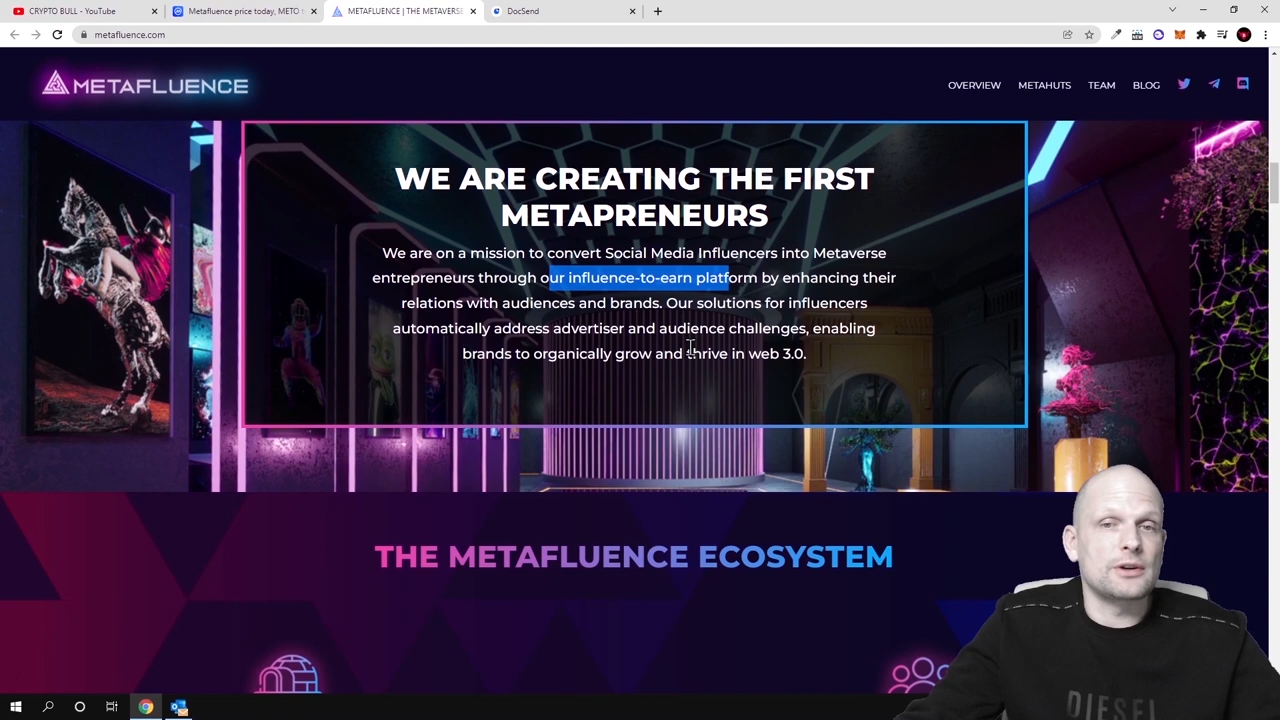 CRYPTO BULL - YouTube
Metafluence price today, METO t
METAFLUENCE | THE METAVERSE
DocSend
metafluence.com
METAFLUENCE
OVERVIEW
METAHUTS
TEAM
BLOG
WE ARE CREATING THE FIRST
METAPRENEURS
We are on a mission to convert Social Media Influencers into Metaverse
entrepreneurs through our influence-to-earn platform by enhancing their
relations with audiences and brands. Our solutions for influencers
automatically address advertiser and audience challenges, enabling
brands to organically grow and thrive in web 3.0.
THE METAFLUENCE ECOSYSTEM
DIESEL